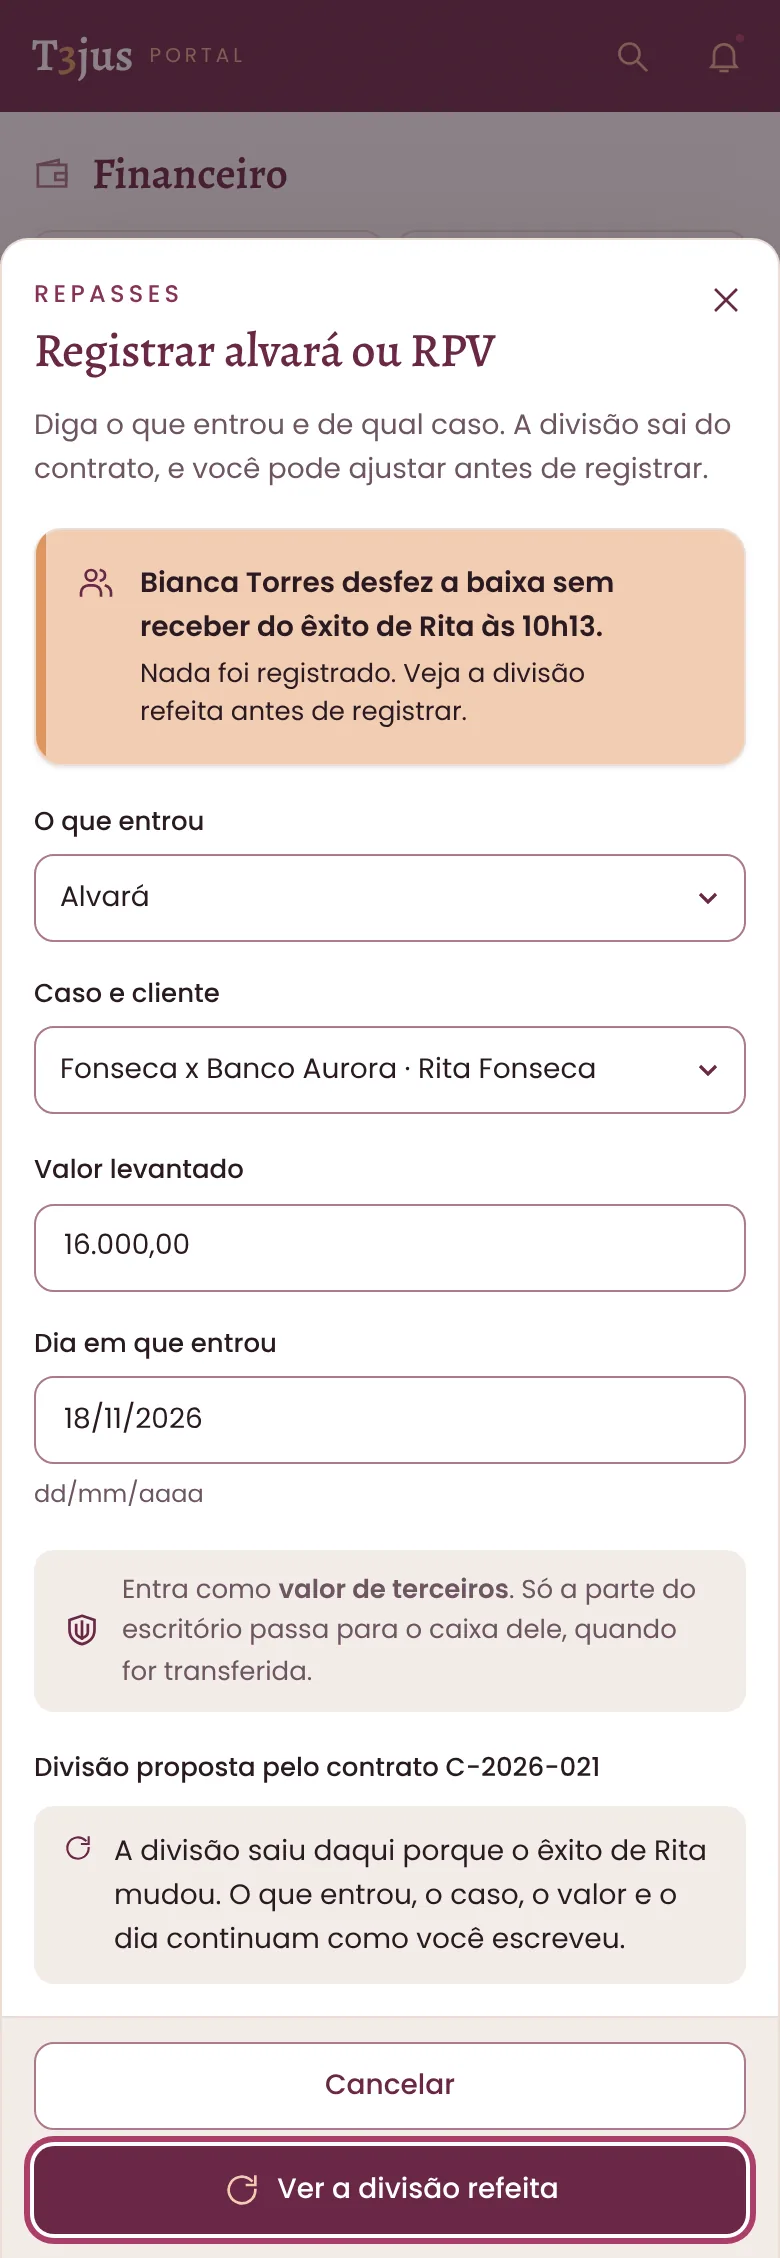 T3jus PORTAL
Financeiro
REPASSES
Registrar alvará ou RPV
Diga o que entrou e de qual caso. A divisão sai do
contrato, e você pode ajustar antes de registrar.
Bianca Torres desfez a baixa sem
receber do êxito de Rita às 10h13.
Nada foi registrado. Veja a divisão
refeita antes de registrar.
O que entrou
Alvará
Caso e cliente
Fonseca x Banco Aurora · Rita Fonseca
Valor levantado
16.000,00
Dia em que entrou
18/11/2026
dd/mm/aaaa
Entra como valor de terceiros. Só a parte do
escritório passa para o caixa dele, quando
for transferida.
Divisão proposta pelo contrato C-2026-021
A divisão saiu daqui porque o êxito de Rita
mudou. O que entrou, o caso, o valor e o
dia continuam como você escreveu.
Cancelar
Ver a divisão refeita